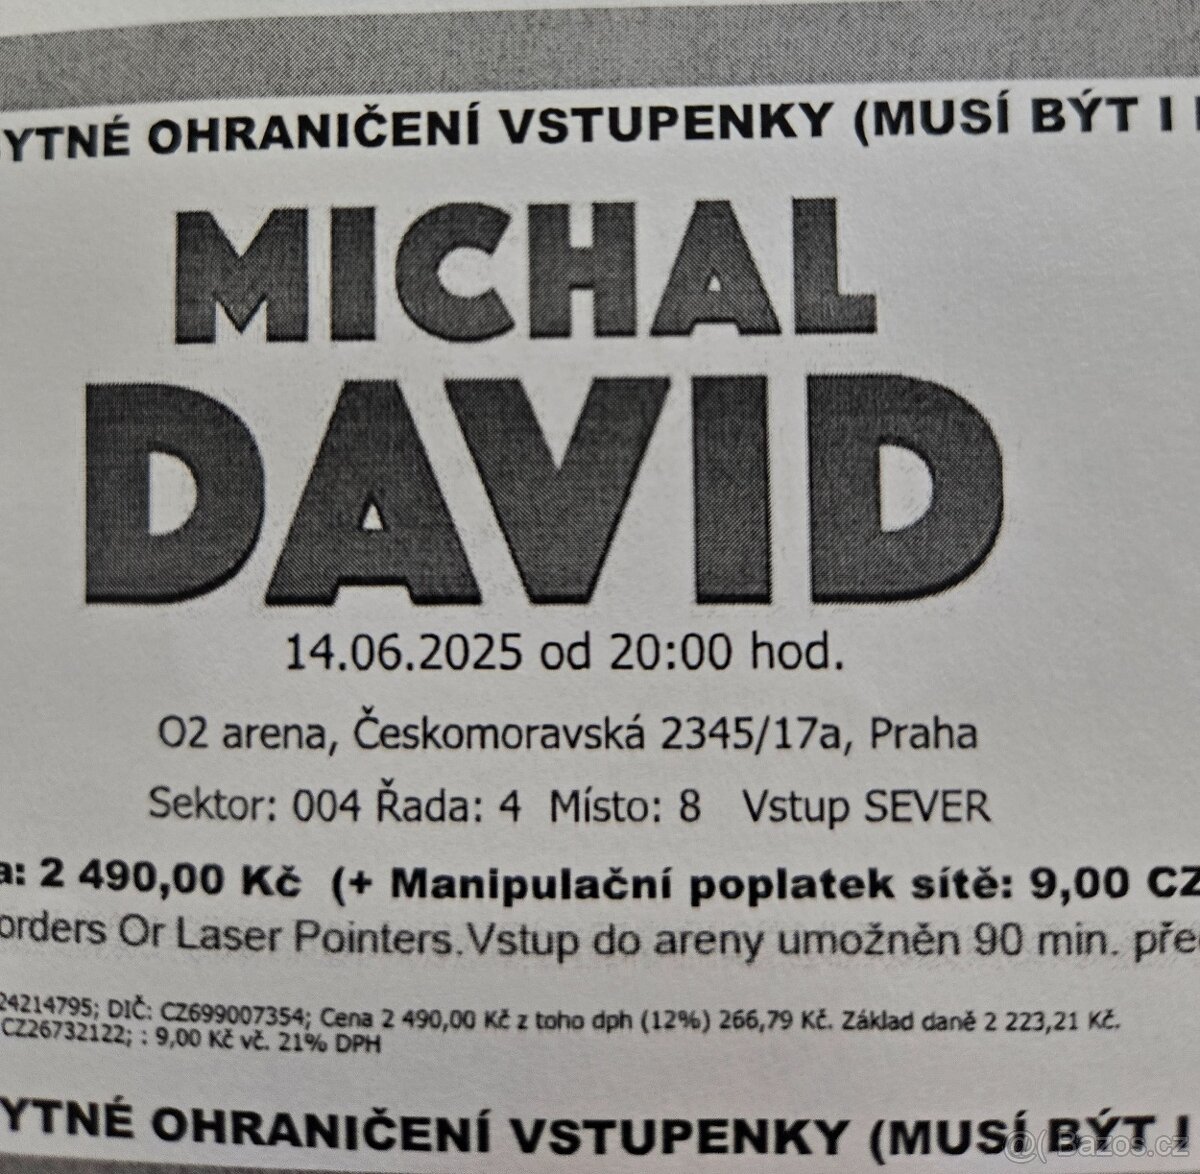 YTNÉ OHRANIČENÍ VSTUPENKY (MUSÍ BÝT I
MICHAL
DAVID
14.06.2025 od 20:00 hod.
O2 arena, Českomoravská 2345/17a, Praha
Sektor: 004 Řada: 4 Místo: 8 Vstup SEVER
a: 2 490,00 Kč (+ Manipulační poplatek sítě: 9,00 CZ
orders Or Laser Pointers.Vstup do areny umožněn 90 min. pře
24214795; DIČ: CZ699007354; Cena 2 490,00 Kč z toho dph (12%) 266,79 Kč. Základ daně 2 223,21 Kč.
CZ26732122; : 9,00 Kč vč. 21% DPH
YTNÉ OHRANIČENÍ VSTUPENKY (MUSÍ BÝT I
Bazos.cz